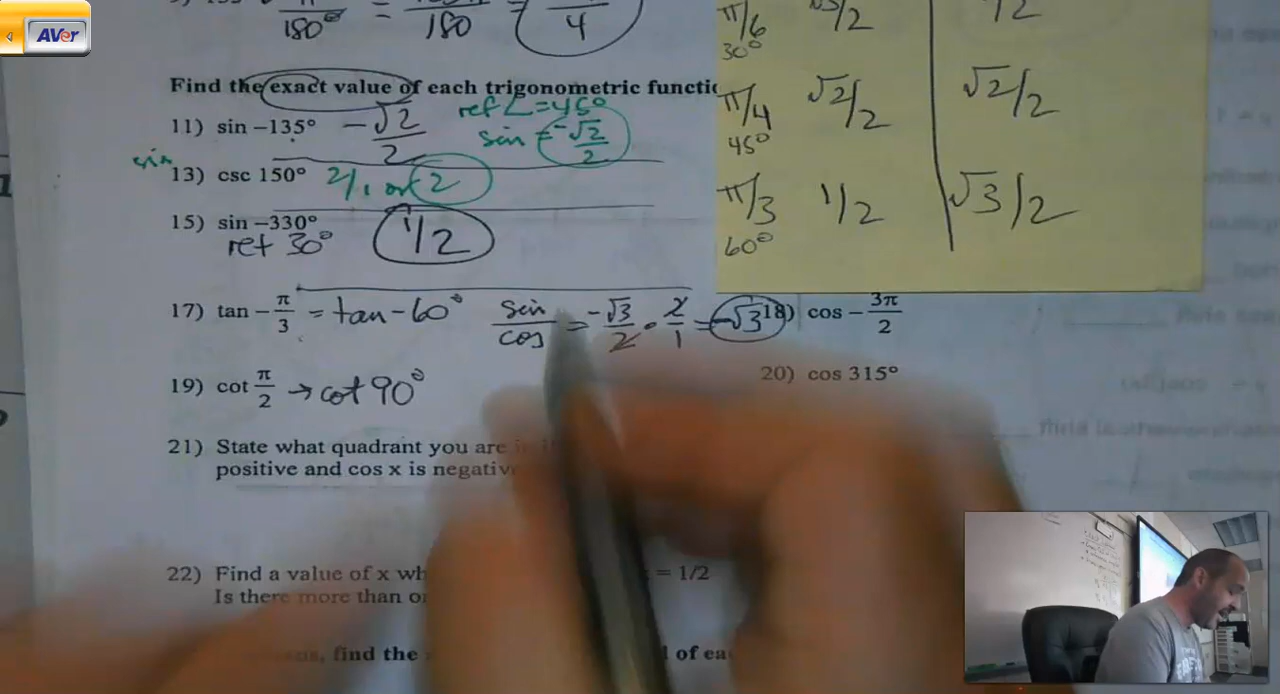 AVer
180° = 180 = 4
π/6 √3/2 1/2
30°
Find the exact value of each trigonometric functi
ref ∠ = 45°
π/4 √2/2 √2/2
45°
11) sin −135° −√2/2 sin = −√2/2
sin
13) csc 150° 2/1 or 2
π/3 1/2 √3/2
60°
15) sin −330° 1/2
ref 30°
17) tan − π/3 = tan −60° sin/cos = −√3/2 · 2/1 = −√3
18) cos − 3π/2
19) cot π/2 → cot 90°
20) cos 315°
21) State what quadrant you are
positive and cos x is negativ
22) Find a value of x wh = 1/2
Is there more than o
, find the of ea